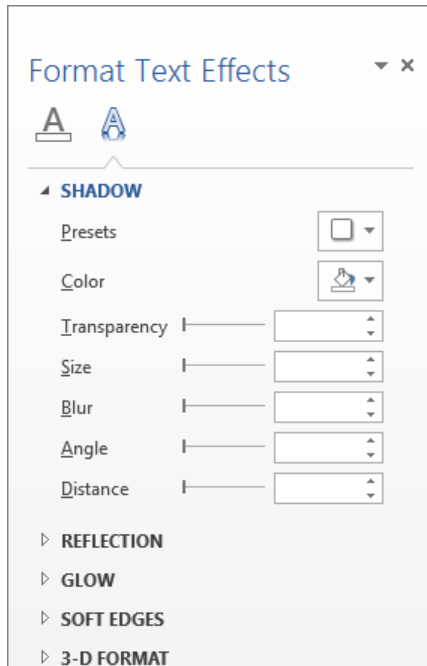 Format Text Effects
SHADOW
Presets
Color
Transparency
Size
Blur
Angle
Distance
REFLECTION
GLOW
SOFT EDGES
3-D FORMAT